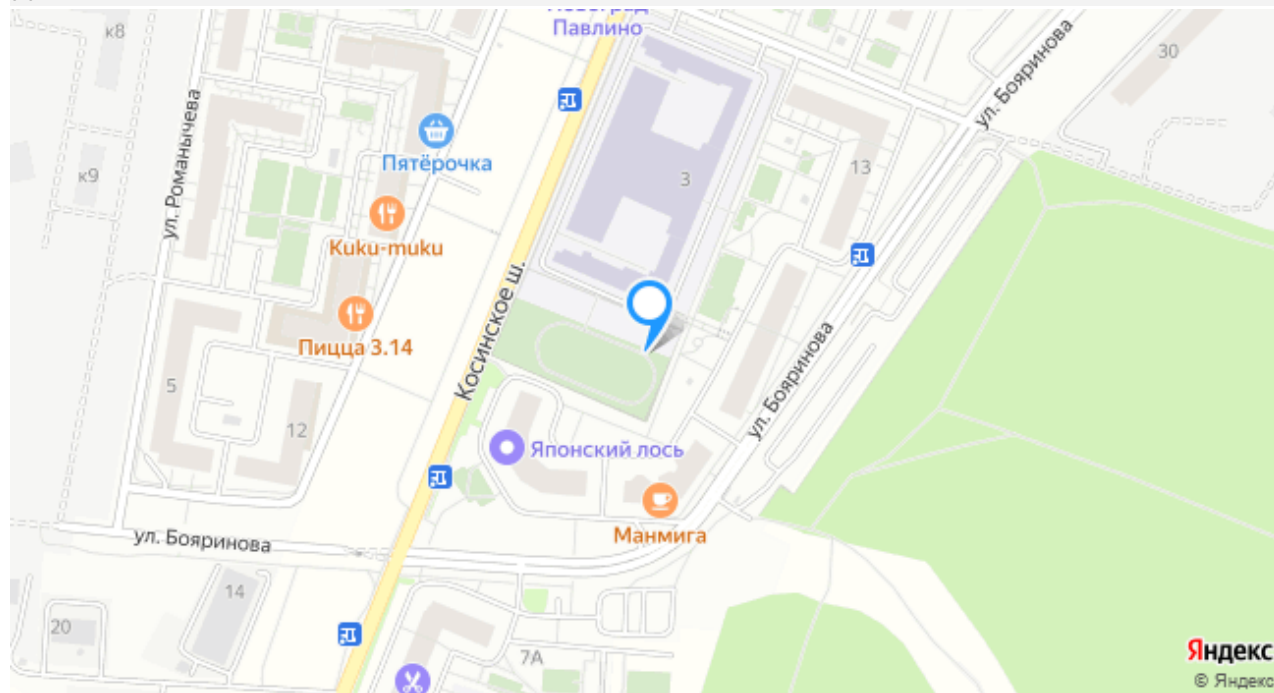 к8
Новоград
Павлино
ул. Бояринова
30
ул. Романычева
Пятёрочка
к9
3
13
Kuku-muku
Косинское ш.
Пицца 3.14
ул. Бояринова
5
12
Японский лось
Манмига
ул. Бояринова
14
20
7А
Яндекс
© Яндекс